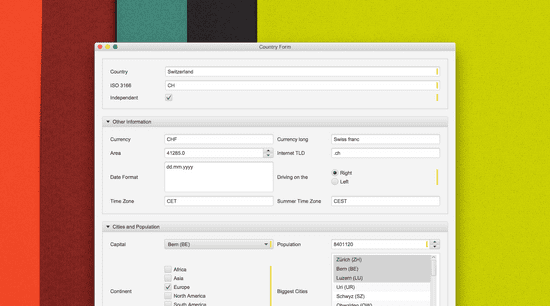 Country Form
Country Switzerland
ISO 3166 CH
Independent
Other Information
Currency CHF Currency long Swiss franc
Area 41285.0 Internet TLD .ch
Date Format dd.mm.yyyy Driving on the Right
Left
Time Zone CET Summer Time Zone CEST
Cities and Population
Capital Bern (BE) Population 8401120
Continent Africa
Asia
Europe
North America
South America
Biggest Cities Zürich (ZH)
Bern (BE)
Luzern (LU)
Uri (UR)
Schwyz (SZ)